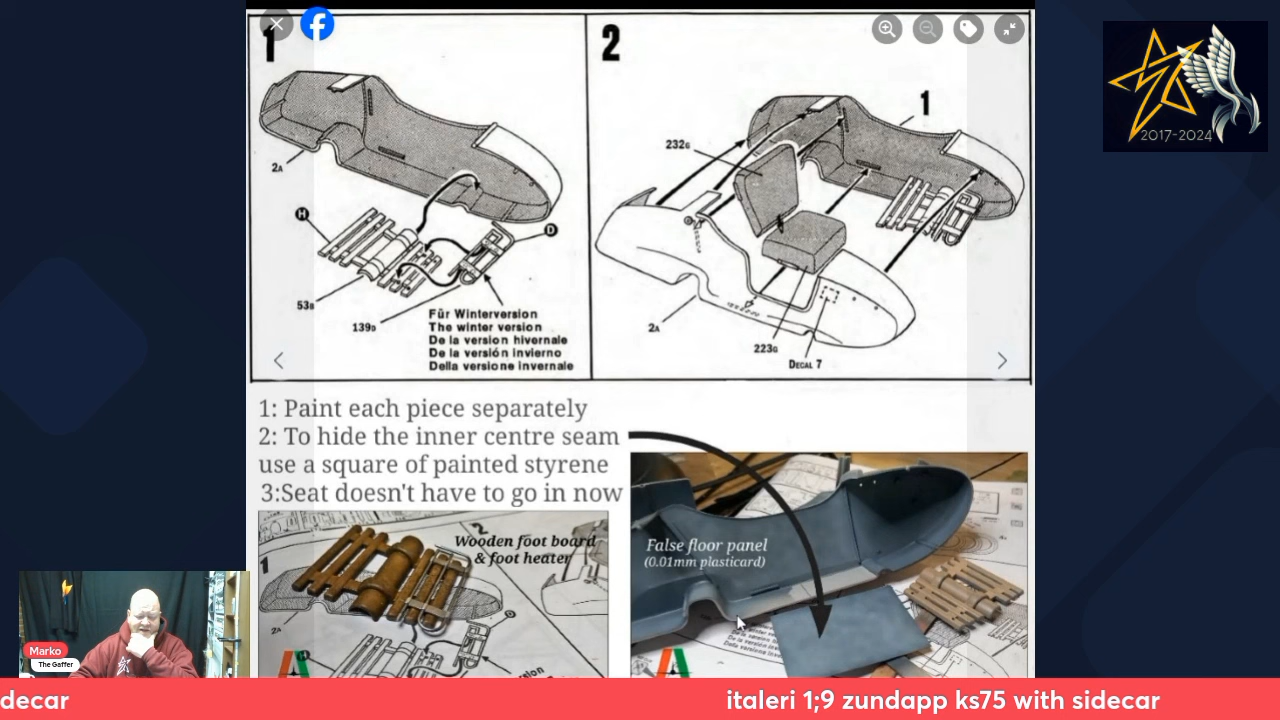 1
2
2A
H
D
53B
139D
Für Winterversion
The winter version
De la version hivernale
De la versión invierno
Della versione invernale
232G
1
2A
223G
DECAL 7
2017-2024
1: Paint each piece separately
2: To hide the inner centre seam
use a square of painted styrene
3:Seat doesn't have to go in now
Wooden foot board
& foot heater
1
2
2A
D
H
False floor panel
(0.01mm plasticard)
Marko
The Gaffer
decar
italeri 1;9 zundapp ks75 with sidecar